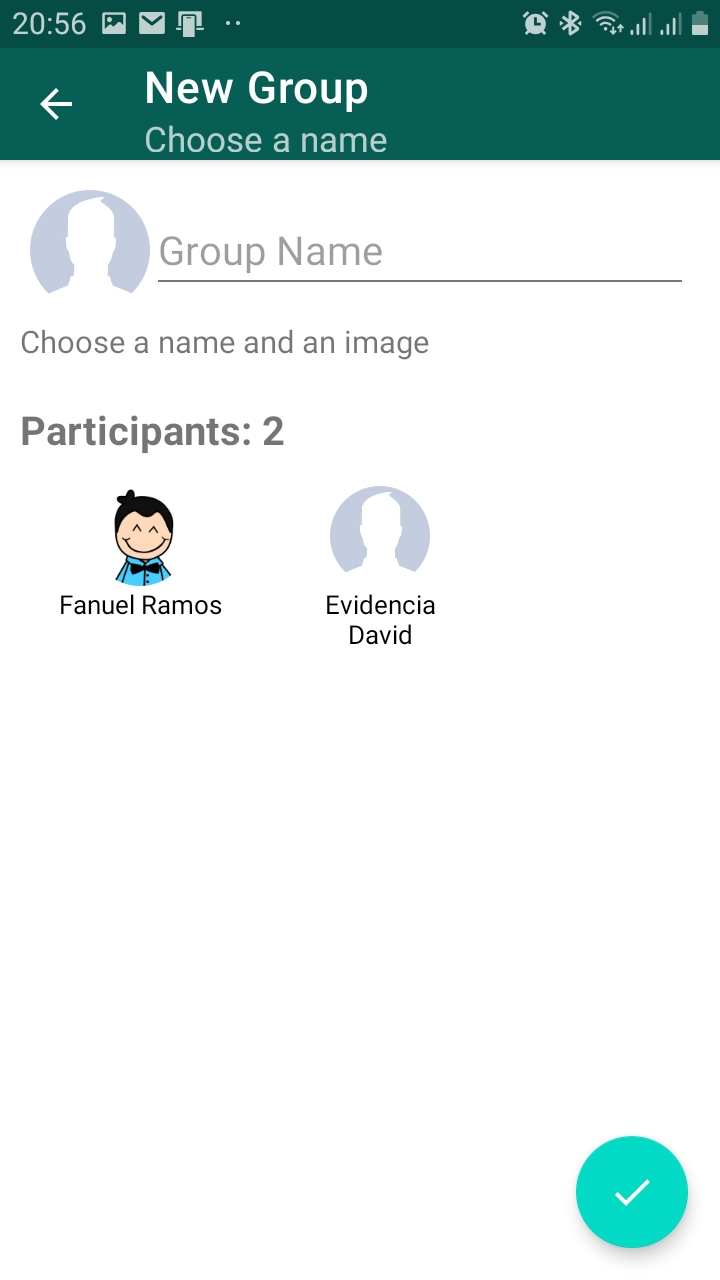 20:56
New Group
Choose a name
Group Name
Choose a name and an image
Participants: 2
Fanuel Ramos
Evidencia
David